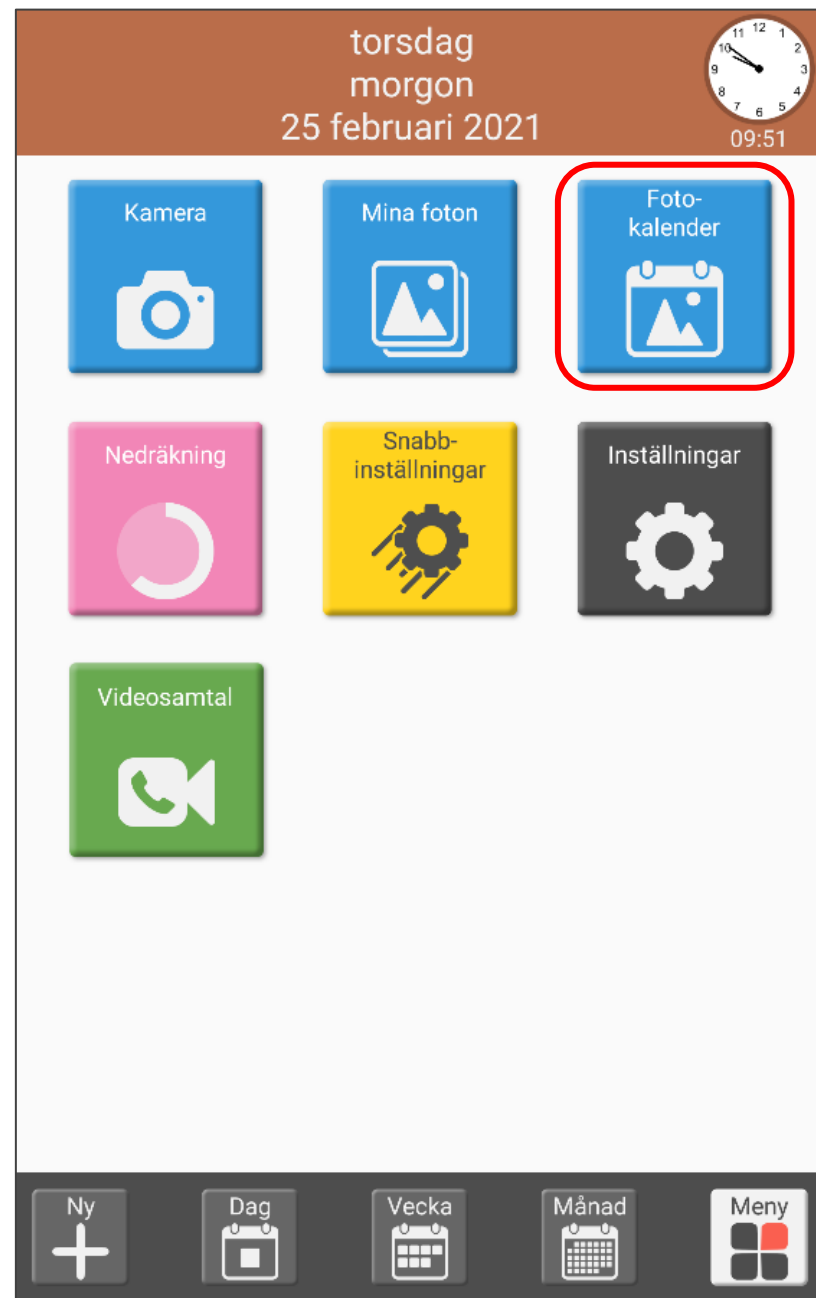 torsdag
morgon
25 februari 2021
11 12 1
10 2
9 3
8 4
7 6 5
09:51
Kamera
Mina foton
Foto-
kalender
Nedräkning
Snabb-
inställningar
Inställningar
Videosamtal
Ny
Dag
Vecka
Månad
Meny